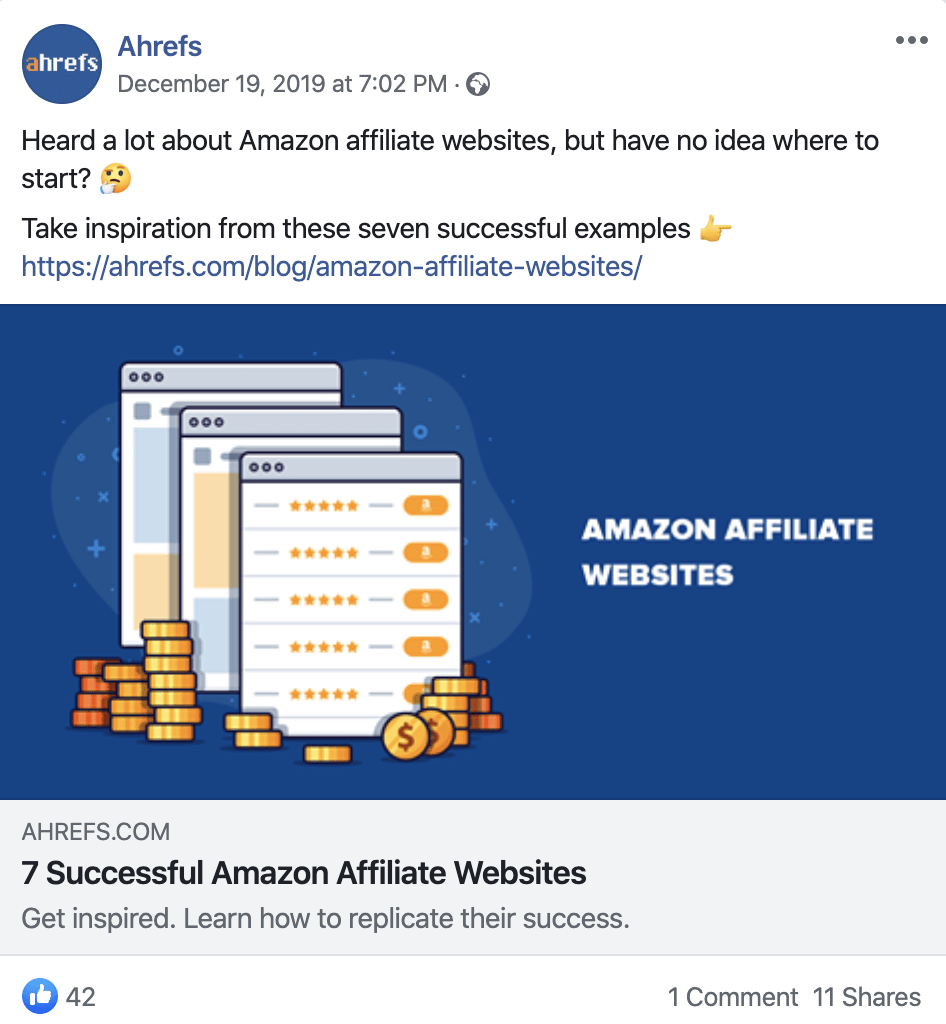 ahrefs
Ahrefs
December 19, 2019 at 7:02 PM ·
Heard a lot about Amazon affiliate websites, but have no idea where to
start? 🤔
Take inspiration from these seven successful examples 👉
https://ahrefs.com/blog/amazon-affiliate-websites/
a
a
a
a
$ $
AMAZON AFFILIATE
WEBSITES
AHREFS.COM
7 Successful Amazon Affiliate Websites
Get inspired. Learn how to replicate their success.
42 1 Comment 11 Shares